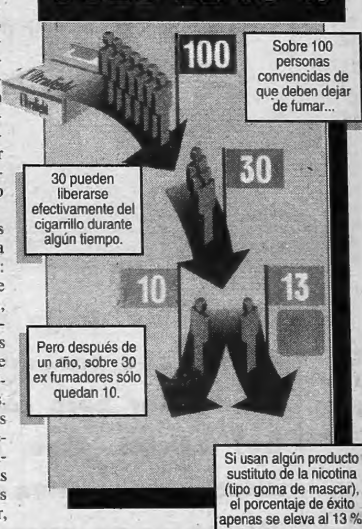 100
Sobre 100
personas
convencidas de
que deben dejar
de fumar...
30 pueden
liberarse
efectivamente del
cigarrillo durante
algún tiempo.
30
10
13
Pero después de
un año, sobre 30
ex fumadores sólo
quedan 10.
Si usan algún producto
sustituto de la nicotina
(tipo goma de mascar),
el porcentaje de éxito
apenas se eleva al 13 %